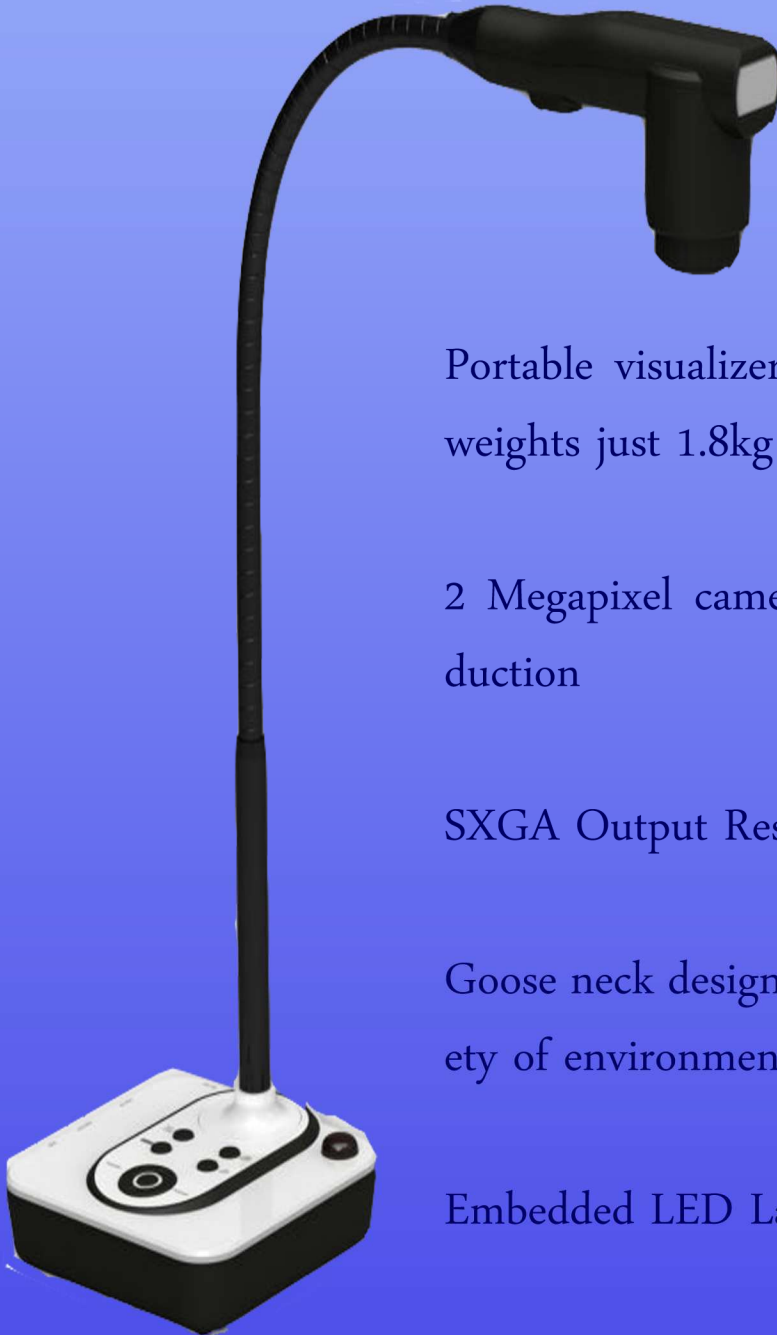 Portable visualizer
weights just 1.8kg
2 Megapixel came
duction
SXGA Output Res
Goose neck design
ety of environmen
Embedded LED La